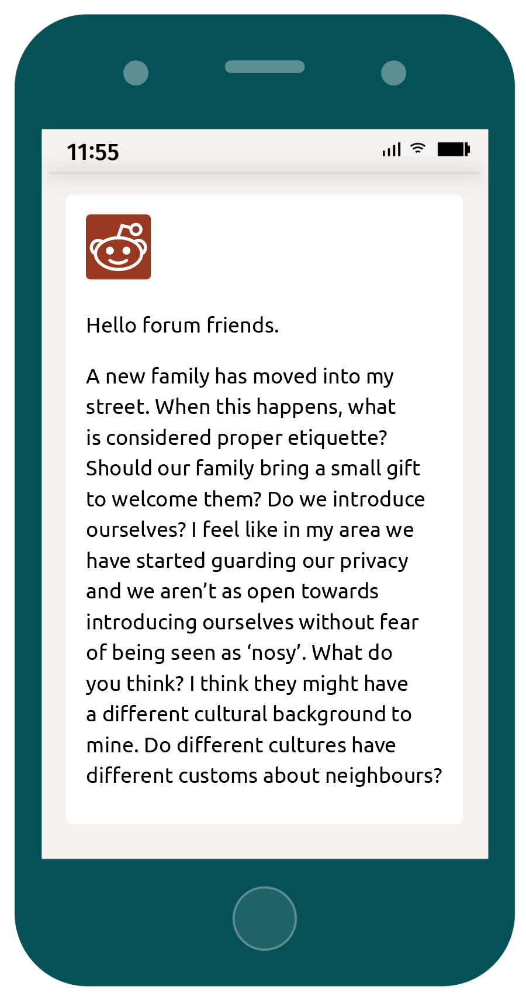 11:55
Hello forum friends.
A new family has moved into my
street. When this happens, what
is considered proper etiquette?
Should our family bring a small gift
to welcome them? Do we introduce
ourselves? I feel like in my area we
have started guarding our privacy
and we aren’t as open towards
introducing ourselves without fear
of being seen as ‘nosy’. What do
you think? I think they might have
a different cultural background to
mine. Do different cultures have
different customs about neighbours?